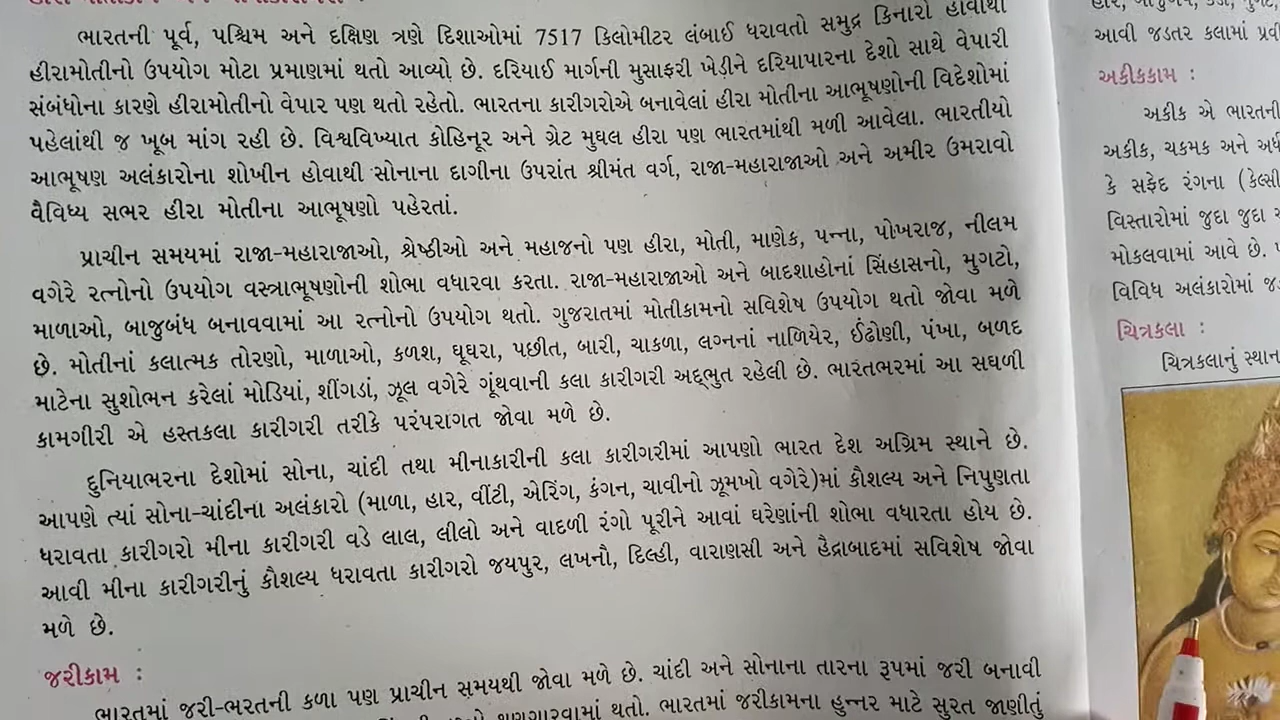 ભારતની પૂર્વ, પશ્ચિમ અને દક્ષિણ ત્રણે દિશાઓમાં 7517 કિલોમીટર લંબાઈ ધરાવતો સમુદ્ર કિનારો હોવાથી
હીરામોતીનો ઉપયોગ મોટા પ્રમાણમાં થતો આવ્યો છે. દરિયાઈ માર્ગની મુસાફરી ખેડીને દરિયાપારના દેશો સાથે વેપારી
સંબંધોના કારણે હીરામોતીનો વેપાર પણ થતો રહેતો. ભારતના કારીગરોએ બનાવેલાં હીરા મોતીના આભૂષણોની વિદેશોમાં
પહેલાંથી જ ખૂબ માંગ રહી છે. વિશ્વવિખ્યાત કોહિનૂર અને ગ્રેટ મુઘલ હીરા પણ ભારતમાંથી મળી આવેલા. ભારતીયો
આભૂષણ અલંકારોના શોખીન હોવાથી સોનાના દાગીના ઉપરાંત શ્રીમંત વર્ગ, રાજા-મહારાજાઓ અને અમીર ઉમરાવો
વૈવિધ્ય સભર હીરા મોતીના આભૂષણો પહેરતાં.
પ્રાચીન સમયમાં રાજા-મહારાજાઓ, શ્રેષ્ઠીઓ અને મહાજનો પણ હીરા, મોતી, માણેક, પન્ના, પોખરાજ, નીલમ
વગેરે રત્નોનો ઉપયોગ વસ્ત્રાભૂષણોની શોભા વધારવા કરતા. રાજા-મહારાજાઓ અને બાદશાહોનાં સિંહાસનો, મુગટો,
માળાઓ, બાજુબંધ બનાવવામાં આ રત્નોનો ઉપયોગ થતો. ગુજરાતમાં મોતીકામનો સવિશેષ ઉપયોગ થતો જોવા મળે
છે. મોતીનાં કલાત્મક તોરણો, માળાઓ, કળશ, ઘૂઘરા, પછીત, બારી, ચાકળા, લગ્નનાં નાળિયેર, ઈંઢોણી, પંખા, બળદ
માટેના સુશોભન કરેલાં મોડિયાં, શીંગડાં, ઝૂલ વગેરે ગૂંથવાની કલા કારીગરી અદ્ભુત રહેલી છે. ભારતભરમાં આ સઘળી
કામગીરી એ હસ્તકલા કારીગરી તરીકે પરંપરાગત જોવા મળે છે.
દુનિયાભરના દેશોમાં સોના, ચાંદી તથા મીનાકારીની કલા કારીગરીમાં આપણો ભારત દેશ અગ્રિમ સ્થાને છે.
આપણે ત્યાં સોના-ચાંદીના અલંકારો (માળા, હાર, વીંટી, એરિંગ, કંગન, ચાવીનો ઝૂમખો વગેરે)માં કૌશલ્ય અને નિપુણતા
ધરાવતા કારીગરો મીના કારીગરી વડે લાલ, લીલો અને વાદળી રંગો પૂરીને આવાં ઘરેણાંની શોભા વધારતા હોય છે.
આવી મીના કારીગરીનું કૌશલ્ય ધરાવતા કારીગરો જયપુર, લખનૌ, દિલ્હી, વારાણસી અને હૈદ્રાબાદમાં સવિશેષ જોવા
મળે છે.
જરીકામ :
ભારતમાં જરી-ભરતની કળા પણ પ્રાચીન સમયથી જોવા મળે છે. ચાંદી અને સોનાના તારના રૂપમાં જરી બનાવી
શણગારવામાં થતો. ભારતમાં જરીકામના હુન્નર માટે સુરત જાણીતું
આવી જડતર કલામાં
અકીકકામ :
અકીક એ ભારતની
અકીક, ચકમક અને
કે સફેદ રંગના
વિસ્તારોમાં જુદા જુદા
મોકલવામાં આવે છે.
વિવિધ અલંકારોમાં
ચિત્રકલા :
ચિત્રકલાનું સ્થાન